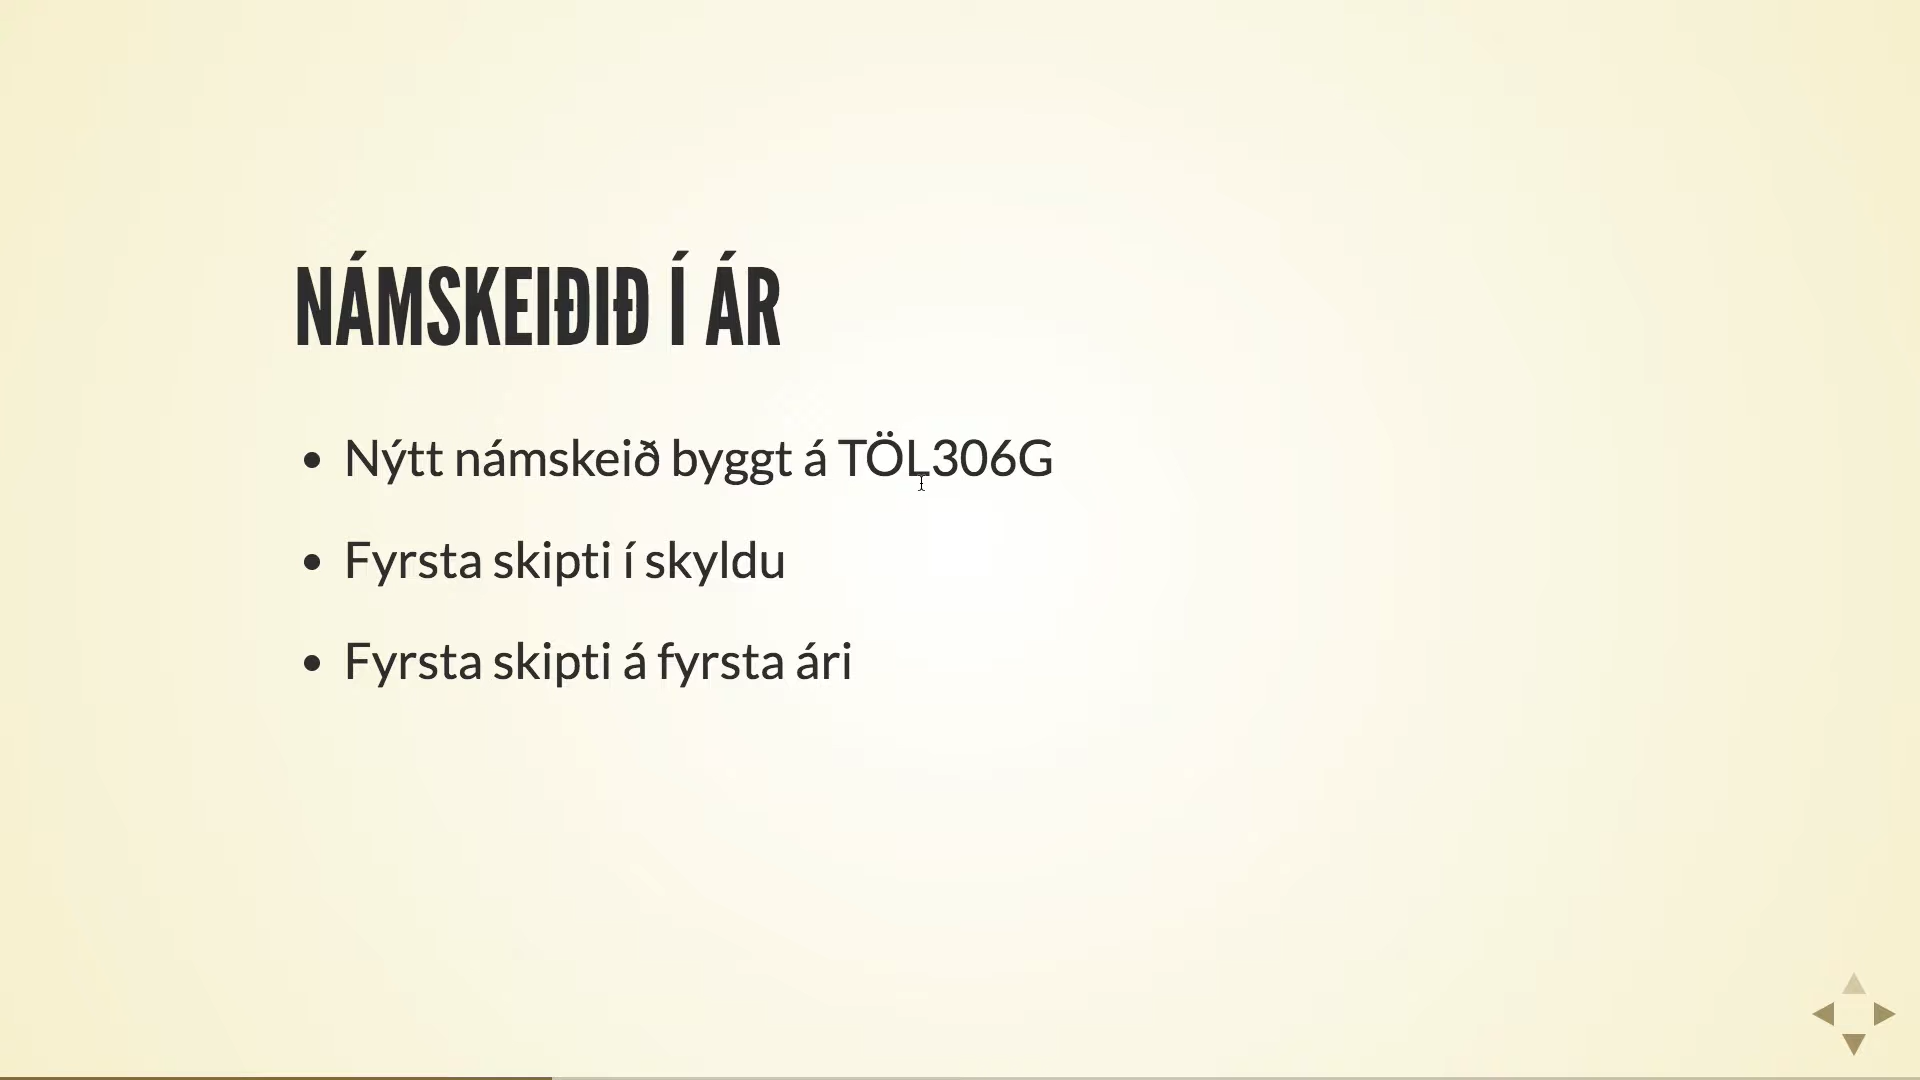 NÁMSKEIÐIÐ Í ÁR
Nýtt námskeið byggt á TÖL306G
Fyrsta skipti í skyldu
Fyrsta skipti á fyrsta ári